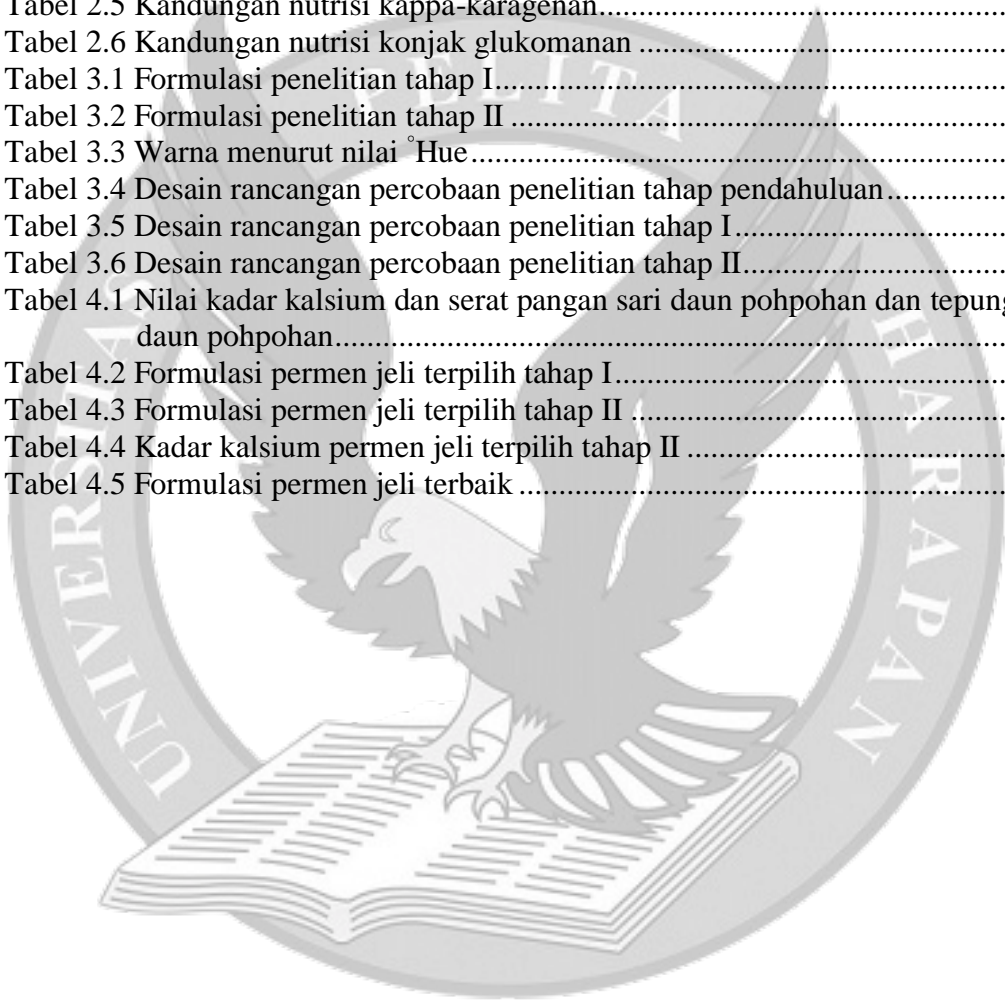 Tabel 2.5 Kandungan nutrisi kappa-karagenan................................................
Tabel 2.6 Kandungan nutrisi konjak glukomanan ................................................
Tabel 3.1 Formulasi penelitian tahap I................................................
Tabel 3.2 Formulasi penelitian tahap II ................................................
Tabel 3.3 Warna menurut nilai °Hue................................................
Tabel 3.4 Desain rancangan percobaan penelitian tahap pendahuluan................
Tabel 3.5 Desain rancangan percobaan penelitian tahap I................................
Tabel 3.6 Desain rancangan percobaan penelitian tahap II................................
Tabel 4.1 Nilai kadar kalsium dan serat pangan sari daun pohpohan dan tepung
daun pohpohan................................................
Tabel 4.2 Formulasi permen jeli terpilih tahap I................................................
Tabel 4.3 Formulasi permen jeli terpilih tahap II ................................................
Tabel 4.4 Kadar kalsium permen jeli terpilih tahap II ................................................
Tabel 4.5 Formulasi permen jeli terbaik ................................................
UNIVERSITAS PELITA HARAPAN